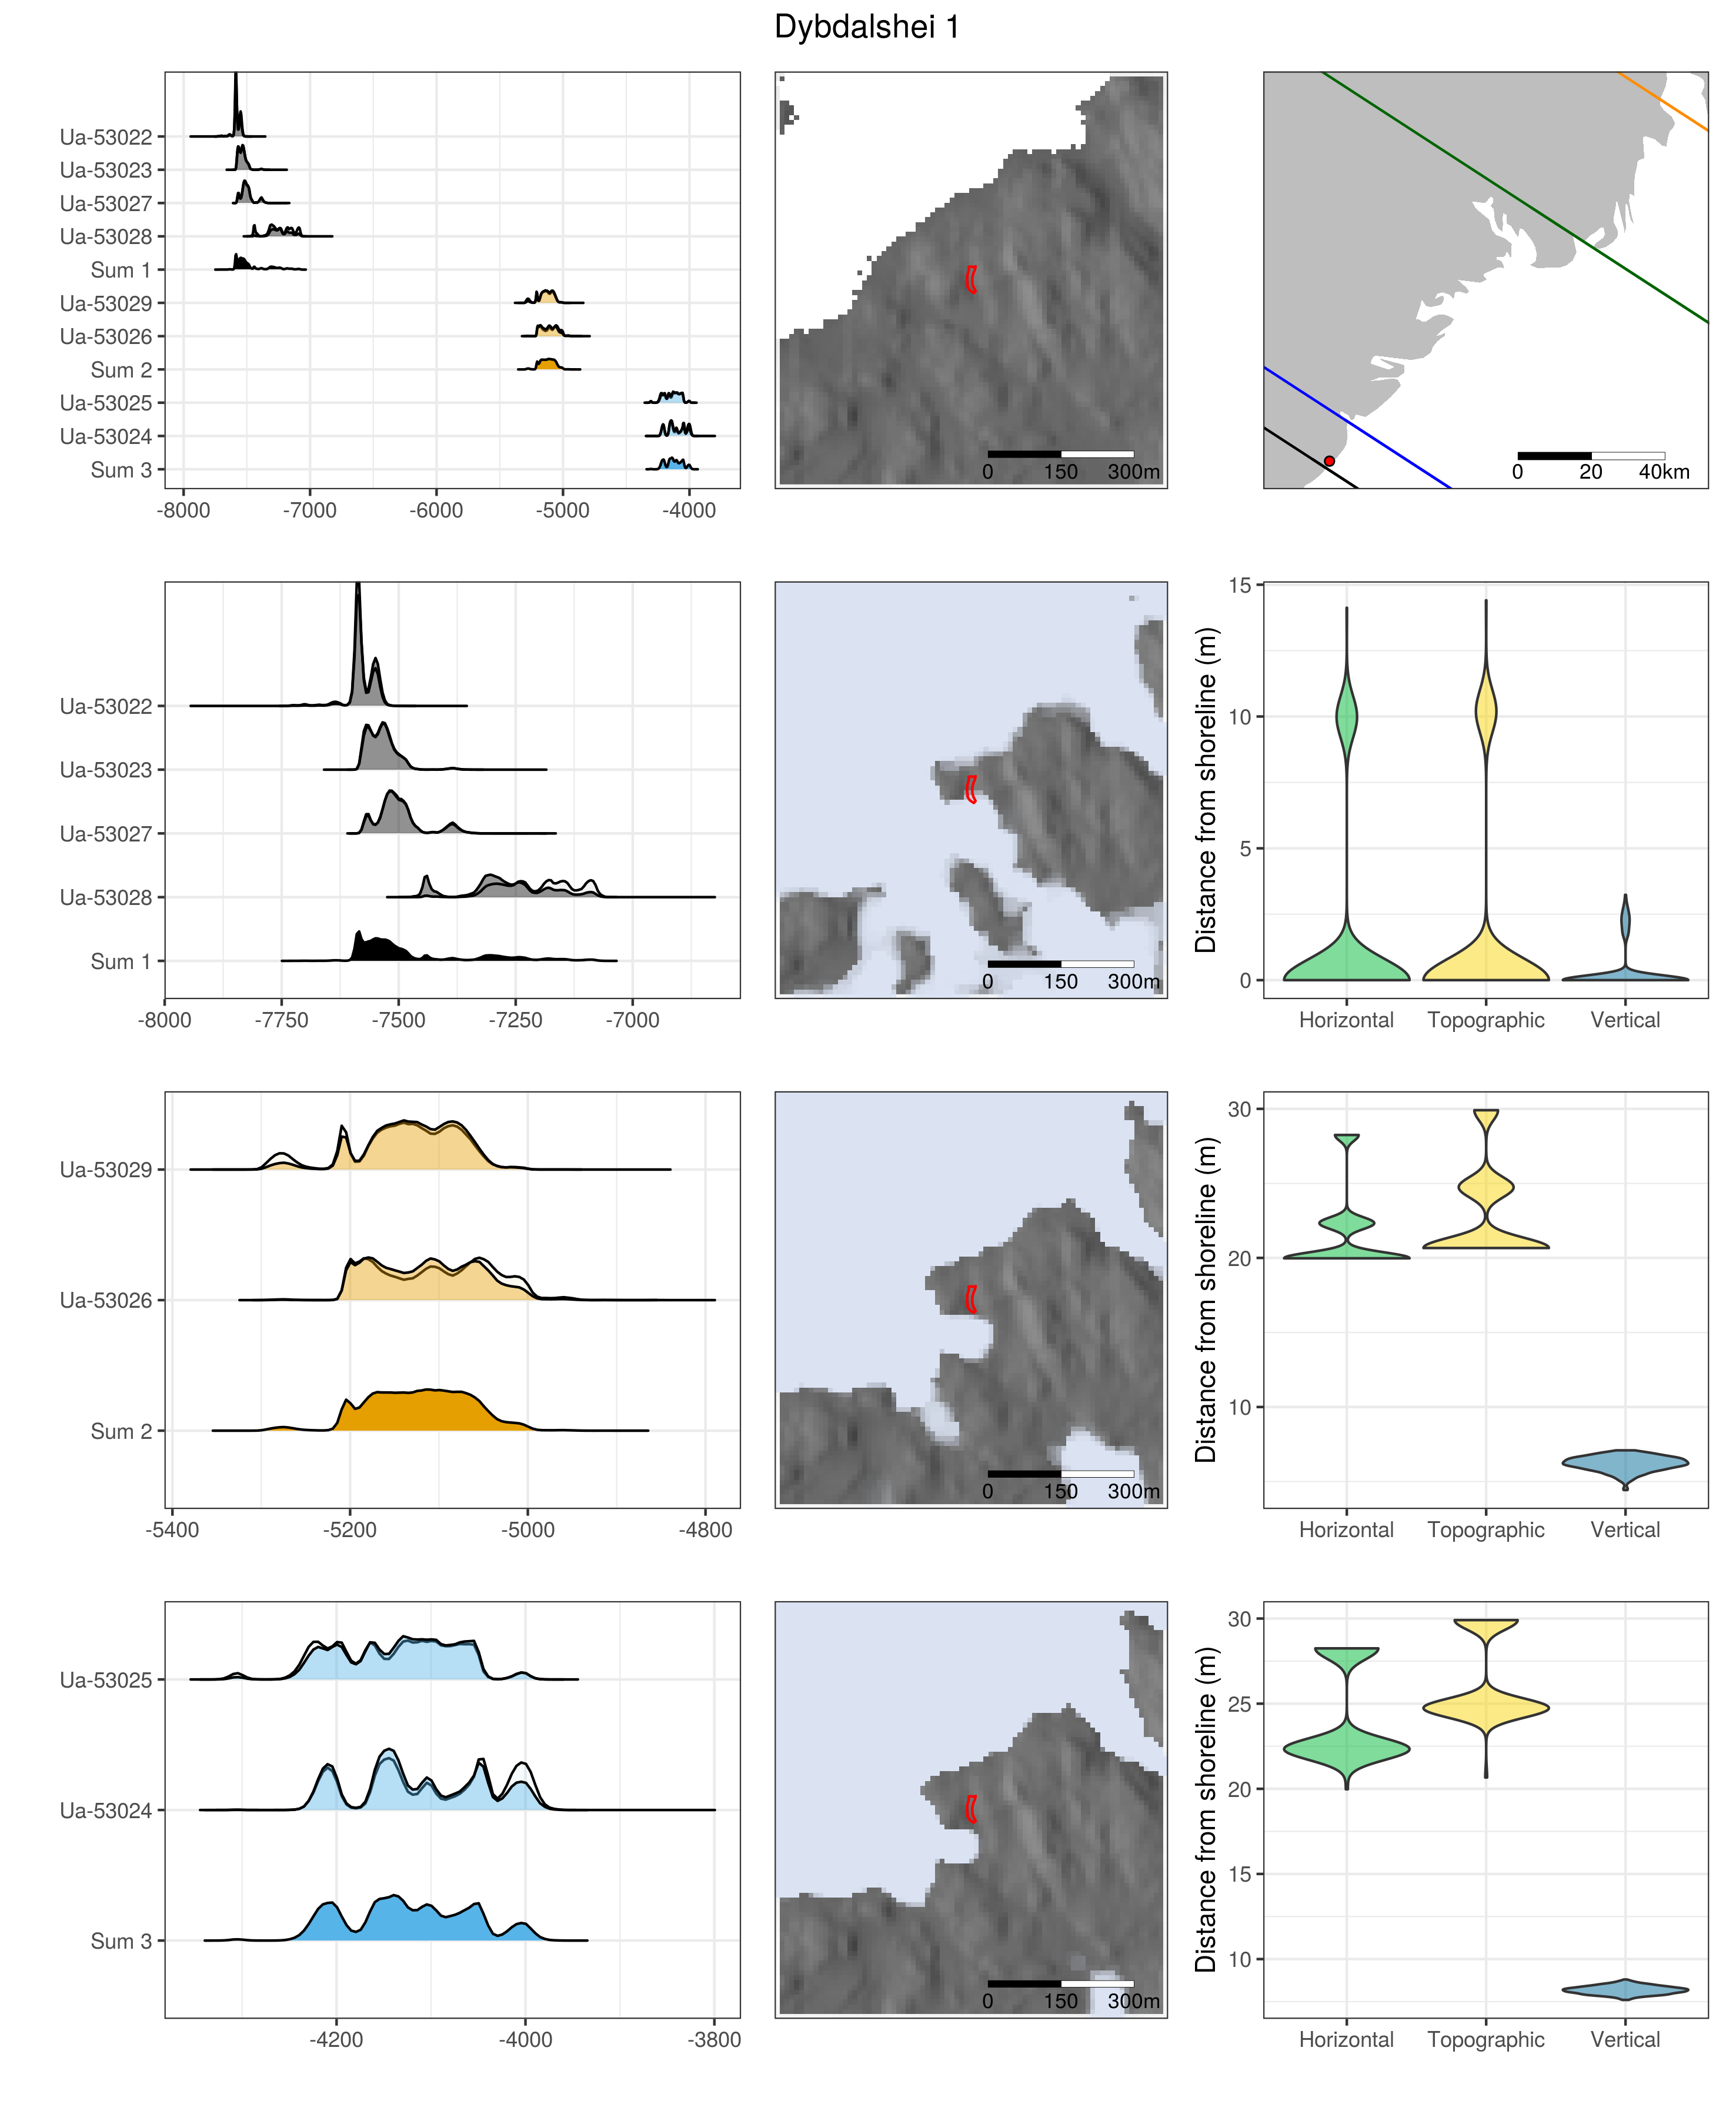 Dybdalshei 1
Ua-53022
Ua-53023
Ua-53027
Ua-53028
Sum 1
Ua-53029
Ua-53026
Sum 2
Ua-53025
Ua-53024
Sum 3
-8000 -7000 -6000 -5000 -4000
0 150 300m
0 20 40km
Ua-53022
Ua-53023
Ua-53027
Ua-53028
Sum 1
-8000 -7750 -7500 -7250 -7000
0 150 300m
Distance from shoreline (m)
15
10
5
0
Horizontal Topographic Vertical
Ua-53029
Ua-53026
Sum 2
-5400 -5200 -5000 -4800
0 150 300m
Distance from shoreline (m)
30
20
10
Horizontal Topographic Vertical
Ua-53025
Ua-53024
Sum 3
-4200 -4000 -3800
0 150 300m
Distance from shoreline (m)
30
25
20
15
10
Horizontal Topographic Vertical